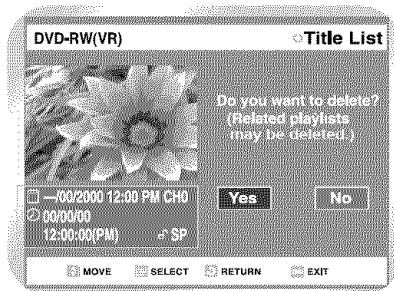 DVD-RW(VR)
Title List
Do you want to delete?
(Related playlists
may be deleted.)
—/00/2000 12:00 PM CH0
00/00/00
12:00:00(PM) SP
Yes No
MOVE SELECT RETURN EXIT